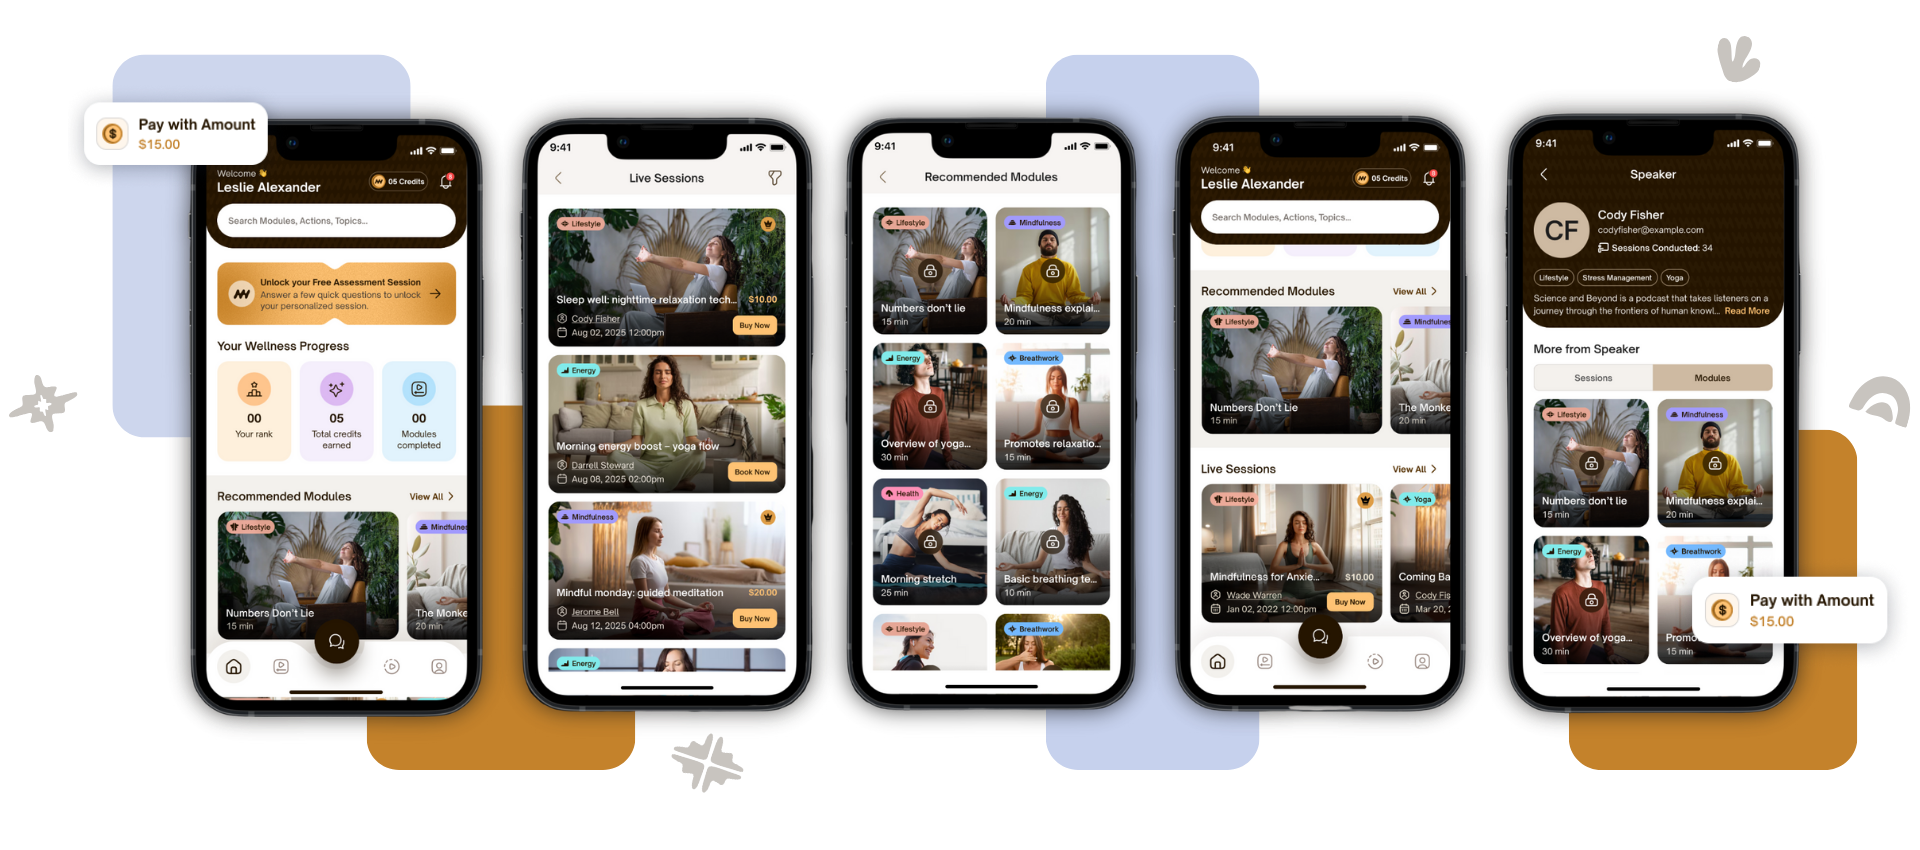 Pay with Amount
$15.00
Welcome 👋
Leslie Alexander
05 Credits
Search Modules, Actions, Topics...
Unlock your Free Assessment Session
Answer a few quick questions to unlock
your personalized session.
Your Wellness Progress
00
Your rank
05
Total credits
earned
00
Modules
completed
Recommended Modules
View All
Lifestyle
Numbers Don't Lie
15 min
Mindfulnes
The Monke
20 min
9:41
Live Sessions
Lifestyle
Sleep well: nighttime relaxation tech...
$10.00
Cody Fisher
Aug 02, 2025 12:00pm
Buy Now
Energy
Morning energy boost – yoga flow
Darrell Steward
Aug 08, 2025 02:00pm
Book Now
Mindfulness
Mindful monday: guided meditation
$20.00
Jerome Bell
Aug 12, 2025 04:00pm
Buy Now
Energy
9:41
Recommended Modules
Lifestyle
Numbers don't lie
15 min
Mindfulness
Mindfulness explai...
20 min
Energy
Overview of yoga...
30 min
Breathwork
Promotes relaxatio...
15 min
Health
Morning stretch
25 min
Energy
Basic breathing te...
10 min
Lifestyle
Breathwork
9:41
Welcome 👋
Leslie Alexander
05 Credits
Search Modules, Actions, Topics...
Recommended Modules
View All
Lifestyle
Numbers Don't Lie
15 min
Mindfulnes
The Monke
20 min
Live Sessions
View All
Lifestyle
Mindfulness for Anxie...
$10.00
Wade Warren
Jan 02, 2022 12:00pm
Buy Now
Yoga
Coming Ba
Cody Fis
Mar 20, 2
9:41
Speaker
CF
Cody Fisher
codyfisher@example.com
Sessions Conducted: 34
Lifestyle
Stress Management
Yoga
Science and Beyond is a podcast that takes listeners on a
journey through the frontiers of human knowl... Read More
More from Speaker
Sessions
Modules
Lifestyle
Numbers don't lie
15 min
Mindfulness
Mindfulness explai...
20 min
Energy
Overview of yoga...
30 min
Breathwork
Promo
15 min
Pay with Amount
$15.00